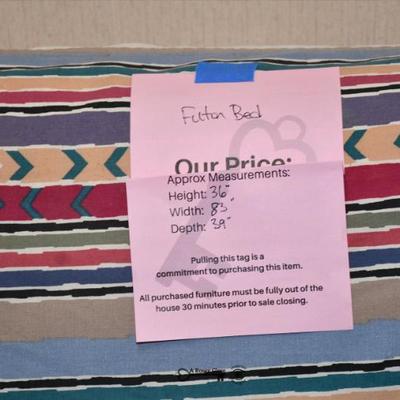 Futon Bed
Our Price:
Approx Measurements:
Height: 36"
Width: 83"
Depth: 39"
Pulling this tag is a
commitment to purchasing this item.
All purchased furniture must be fully out of the
house 30 minutes prior to sale closing.